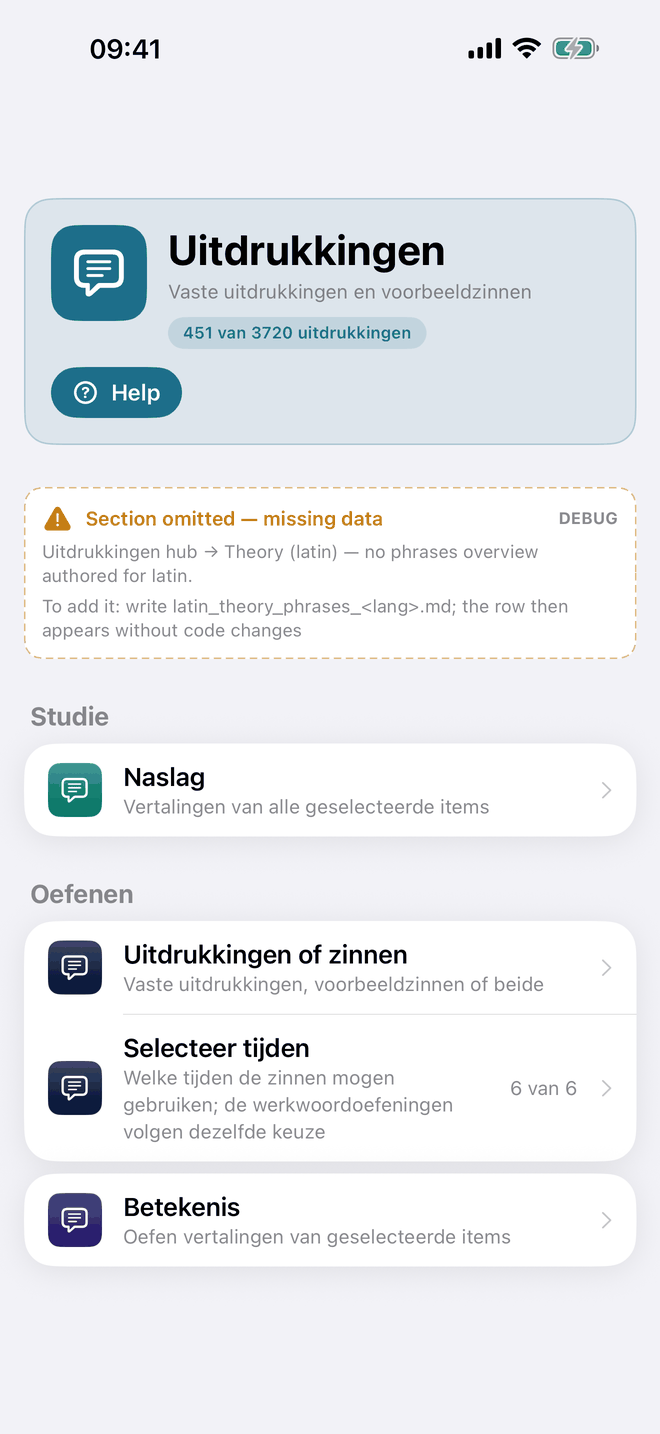 09:41
Uitdrukkingen
Vaste uitdrukkingen en voorbeeldzinnen
451 van 3720 uitdrukkingen
Help
Section omitted — missing data
DEBUG
Uitdrukkingen hub → Theory (latin) — no phrases overview
authored for latin.
To add it: write latin_theory_phrases_<lang>.md; the row then
appears without code changes
Studie
Naslag
Vertalingen van alle geselecteerde items
Oefenen
Uitdrukkingen of zinnen
Vaste uitdrukkingen, voorbeeldzinnen of beide
Selecteer tijden
Welke tijden de zinnen mogen
gebruiken; de werkwoordoefeningen
volgen dezelfde keuze
6 van 6
Betekenis
Oefen vertalingen van geselecteerde items